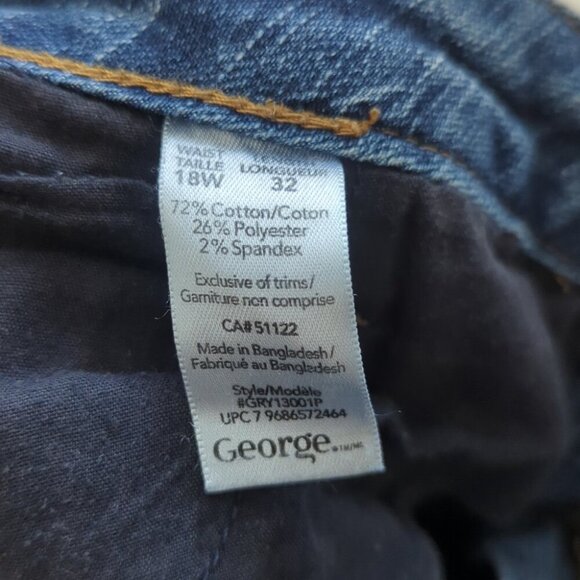 WAIST LENGTH
TAILLE LONGUEUR
18W 32
72% Cotton/Coton
26% Polyester
2% Spandex
Exclusive of trims/
Garniture non comprise
CA# 51122
Made in Bangladesh/
Fabriqué au Bangladesh
Style/Modèle
#GRY13001P
UPC 7 9686572464
George